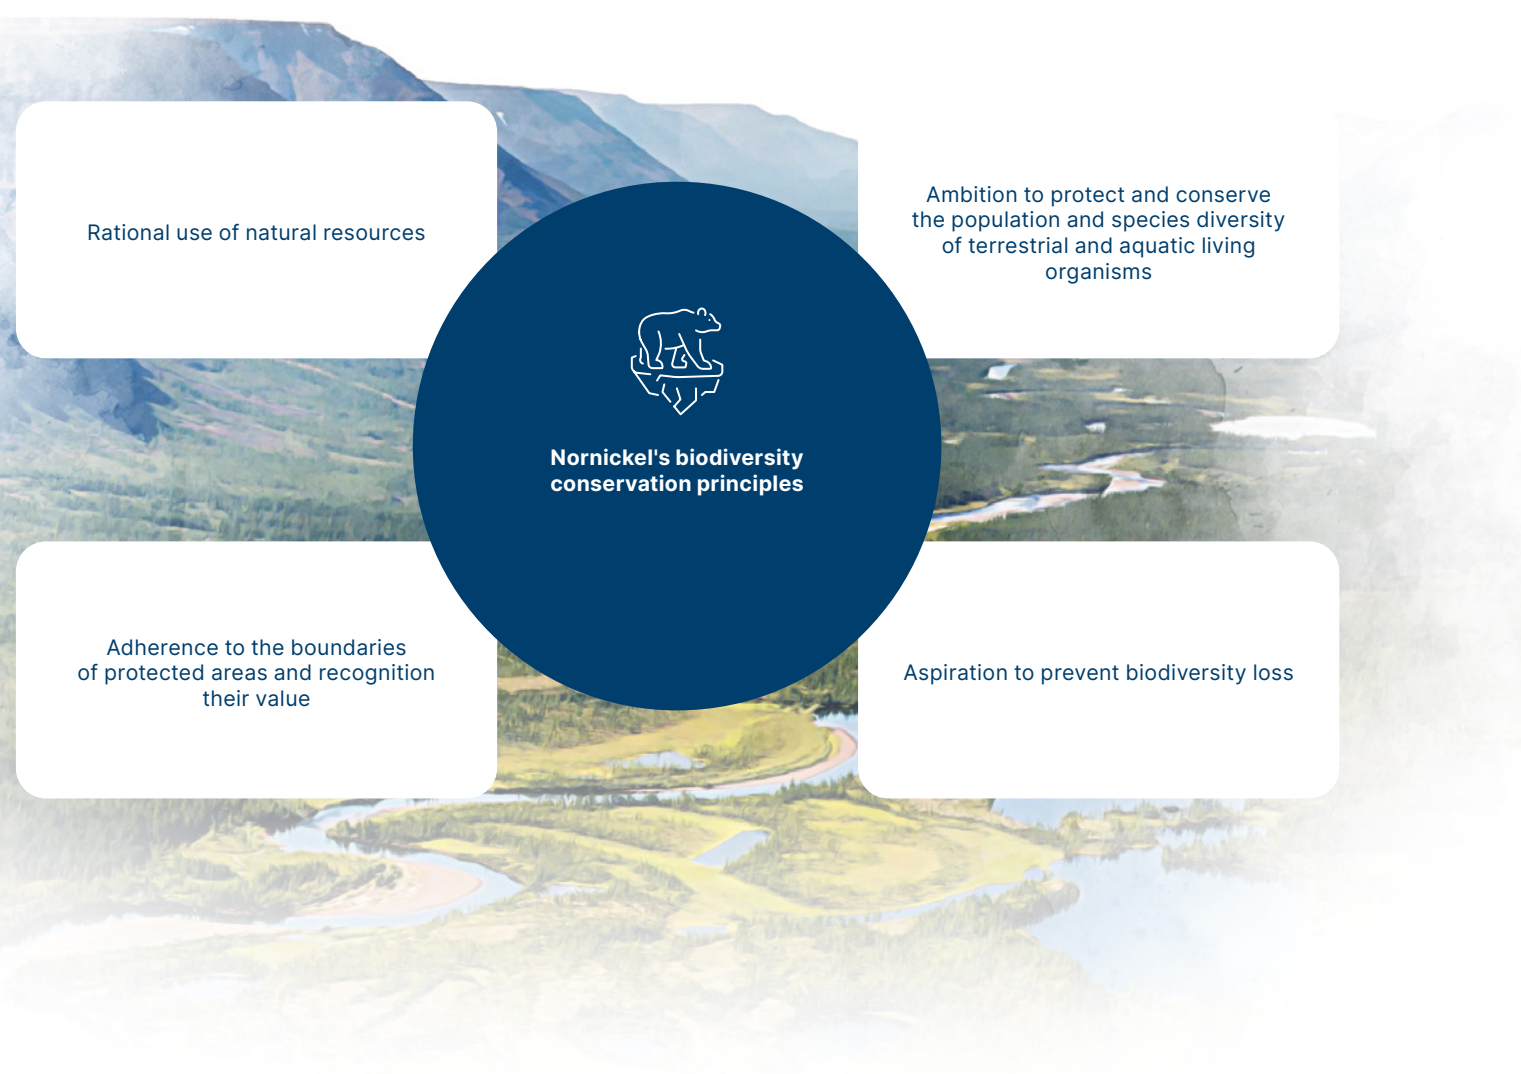 Rational use of natural resources
Ambition to protect and conserve
the population and species diversity
of terrestrial and aquatic living
organisms
Nornickel's biodiversity
conservation principles
Adherence to the boundaries
of protected areas and recognition
their value
Aspiration to prevent biodiversity loss